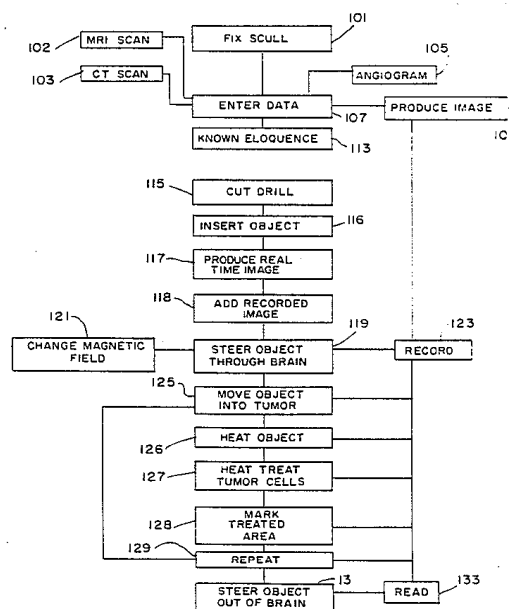 101
FIX SCULL
102
MRI SCAN
105
103
CT SCAN
ANGIOGRAM
ENTER DATA
107
PRODUCE IMAGE
10
KNOWN ELOQUENCE
113
115
CUT DRILL
INSERT OBJECT
116
117
PRODUCE REAL
TIME IMAGE
118
ADD RECORDED
IMAGE
121
CHANGE MAGNETIC
FIELD
119
STEER OBJECT
THROUGH BRAIN
123
RECORD
125
MOVE OBJECT
INTO TUMOR
126
HEAT OBJECT
127
HEAT TREAT
TUMOR CELLS
128
MARK
TREATED
AREA
129
REPEAT
13
STEER OBJECT
OUT OF BRAIN
READ
133